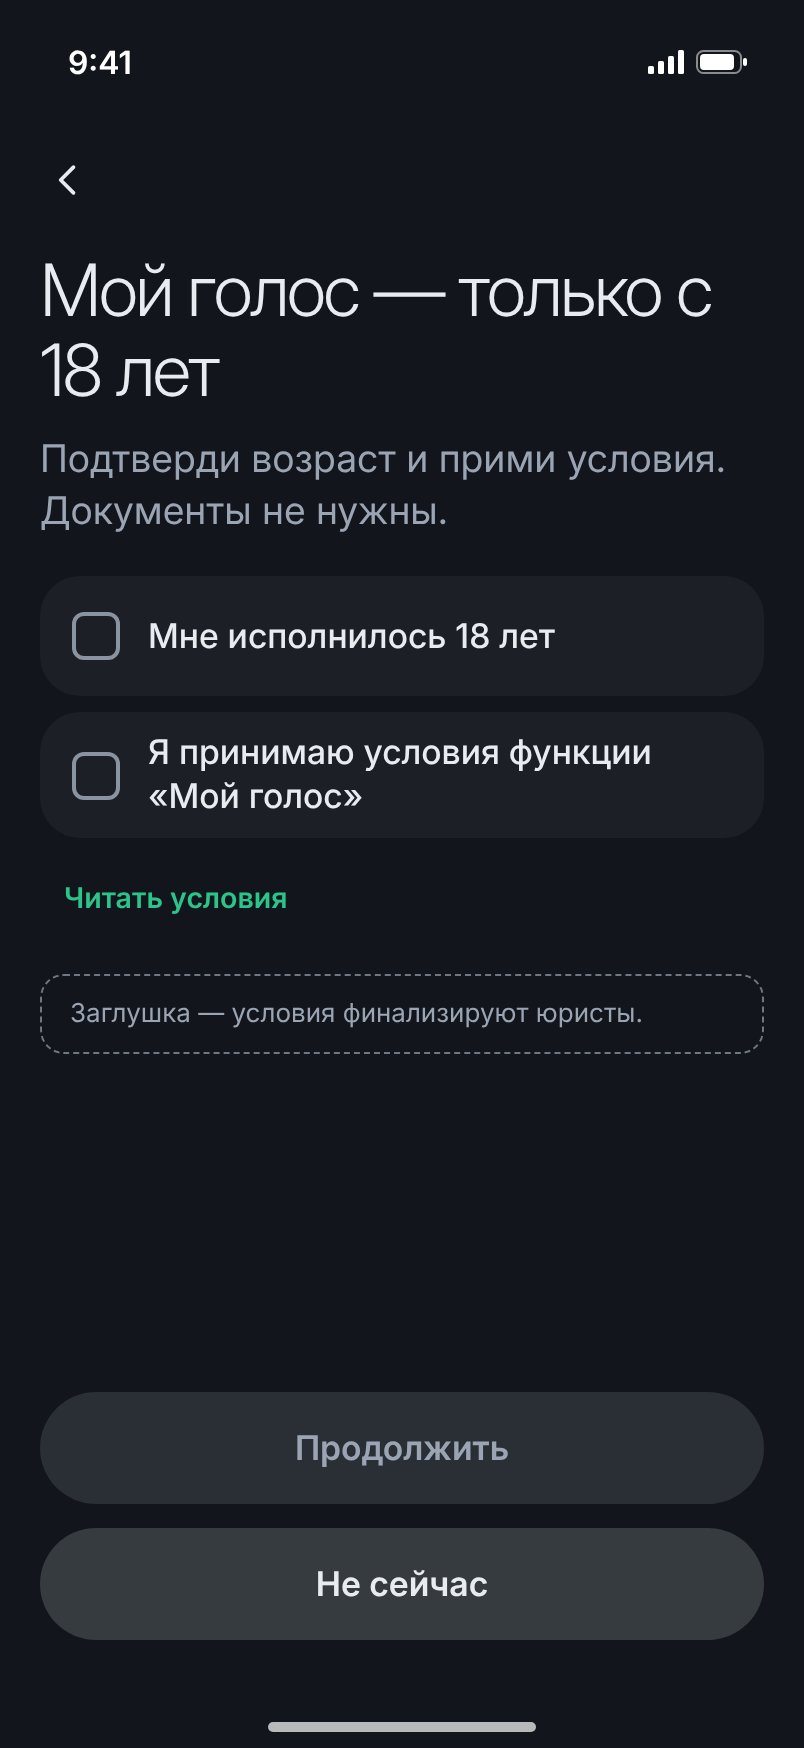 9:41
Мой голос — только с
18 лет
Подтверди возраст и прими условия.
Документы не нужны.
Мне исполнилось 18 лет
Я принимаю условия функции
«Мой голос»
Читать условия
Заглушка — условия финализируют юристы.
Продолжить
Не сейчас